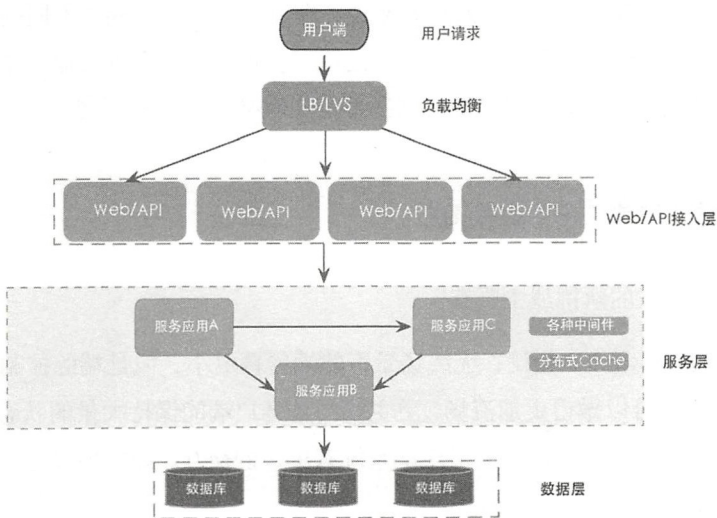 用户端
用户请求
LB/LVS
负载均衡
Web/API
Web/API
Web/API
Web/API
Web/API接入层
服务应用A
服务应用C
各种中间件
分布式Cache
服务层
服务应用B
数据库
数据库
数据库
数据层